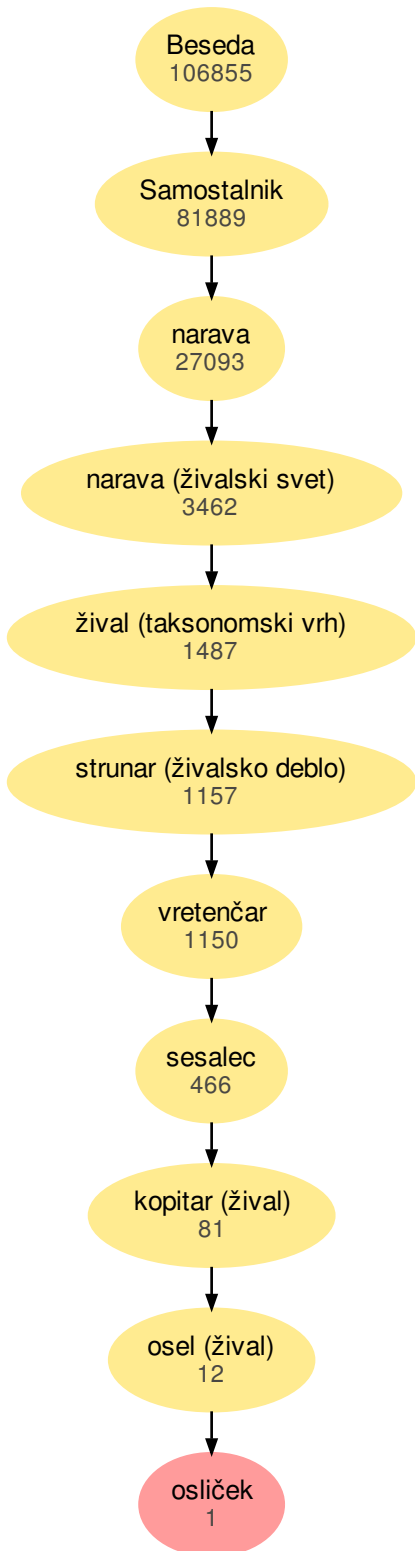 Beseda
106855
Samostalnik
81889
narava
27093
narava (živalski svet)
3462
žival (taksonomski vrh)
1487
strunar (živalsko deblo)
1157
vretenčar
1150
sesalec
466
kopitar (žival)
81
osel (žival)
12
osliček
1